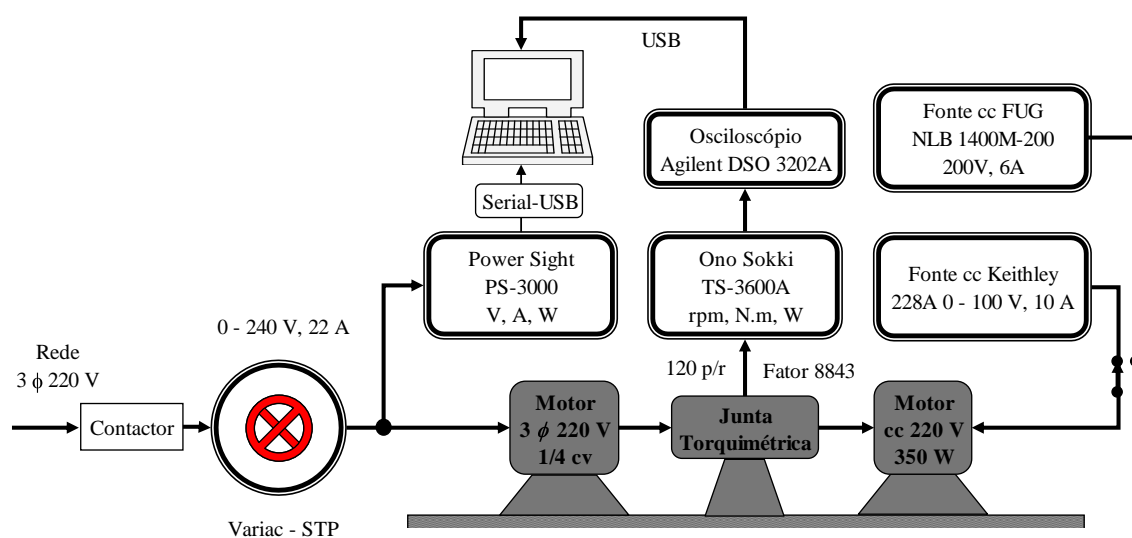 USB
Fonte cc FUG
NLB 1400M-200
200V, 6A
Osciloscópio
Agilent DSO 3202A
Serial-USB
Power Sight
PS-3000
V, A, W
Ono Sokki
TS-3600A
rpm, N.m, W
Fonte cc Keithley
228A 0 - 100 V, 10 A
0 - 240 V, 22 A
Rede
3 ϕ 220 V
120 p/r
Fator 8843
Contactor
Motor
3 ϕ 220 V
1/4 cv
Junta
Torquimétrica
Motor
cc 220 V
350 W
Variac - STP